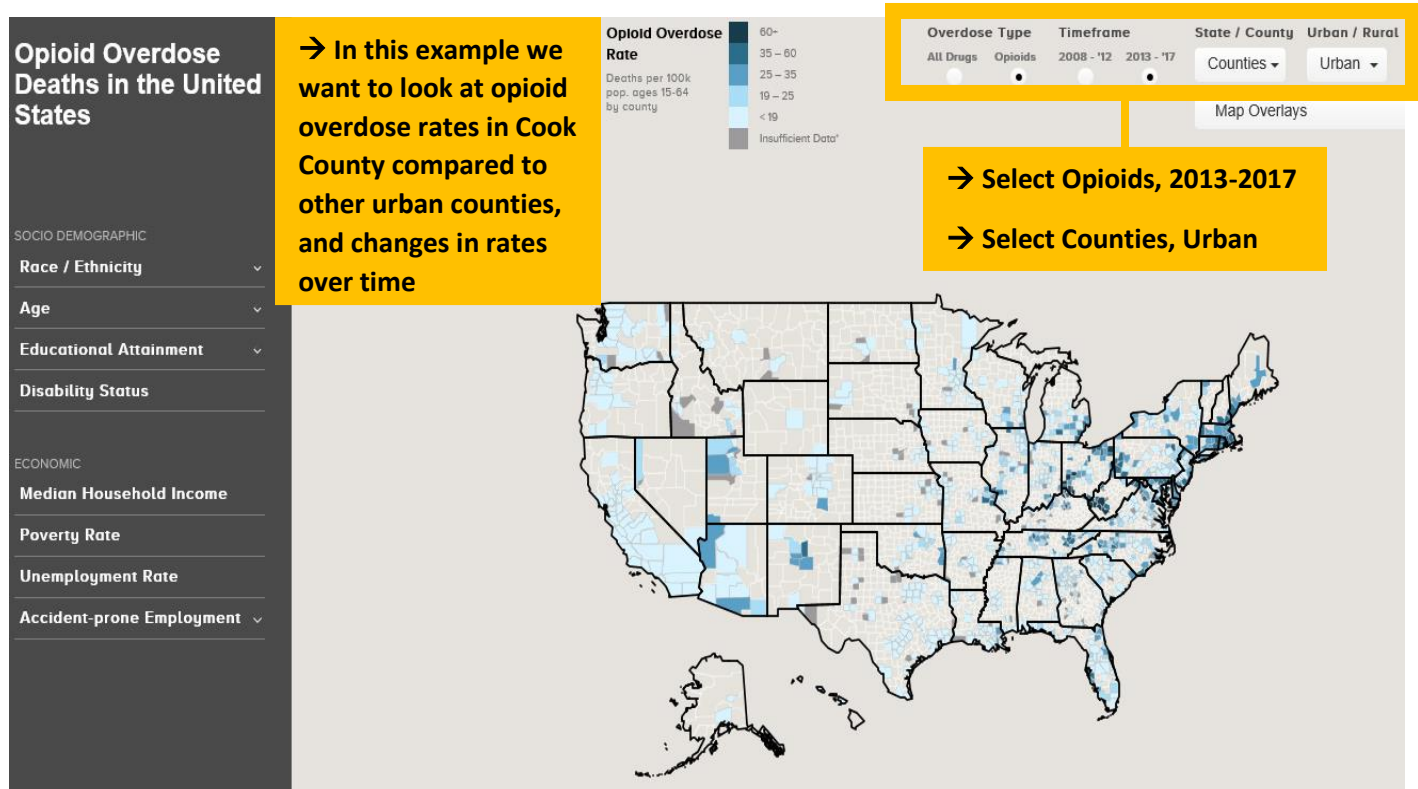 Opioid Overdose
Deaths in the United
States
SOCIO DEMOGRAPHIC
Race / Ethnicity
Age
Educational Attainment
Disability Status
ECONOMIC
Median Household Income
Poverty Rate
Unemployment Rate
Accident-prone Employment
→ In this example we
want to look at opioid
overdose rates in Cook
County compared to
other urban counties,
and changes in rates
over time
Opioid Overdose
Rate
Deaths per 100k
pop. ages 15-64
by county
60+
35 – 60
25 – 35
19 – 25
< 19
Insufficient Data*
Overdose Type
All Drugs Opioids
Timeframe
2008 - '12 2013 - '17
State / County
Counties
Urban / Rural
Urban
Map Overlays
→ Select Opioids, 2013-2017
→ Select Counties, Urban